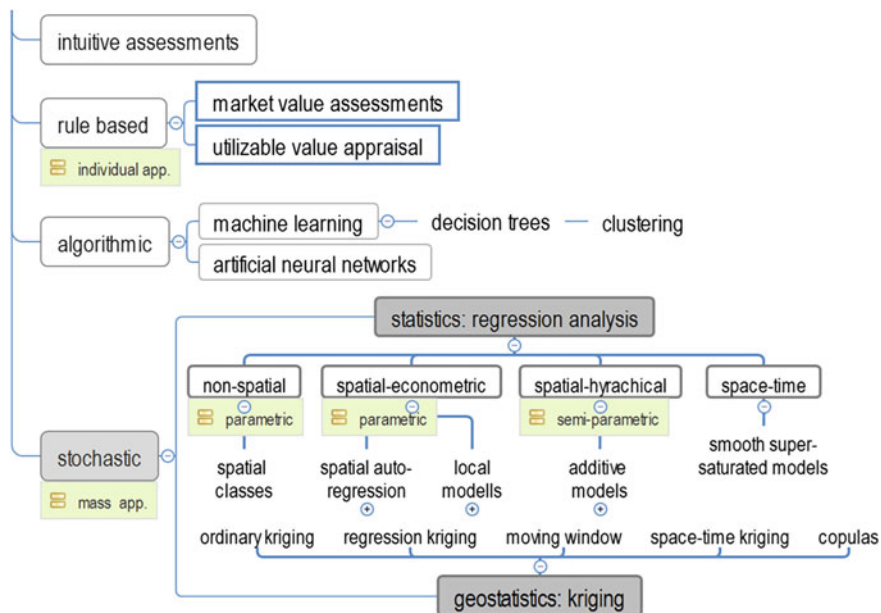 intuitive assessments
market value assessments
rule based
utilizable value appraisal
individual app.
machine learning
decision trees
clustering
algorithmic
artificial neural networks
statistics: regression analysis
non-spatial
spatial-econometric
spatial-hyrachical
space-time
parametric
parametric
semi-parametric
smooth super-
saturated models
stochastic
spatial
classes
spatial auto-
regression
local
modells
additive
models
mass app.
ordinary kriging
regression kriging
moving window
space-time kriging
copulas
geostatistics: kriging